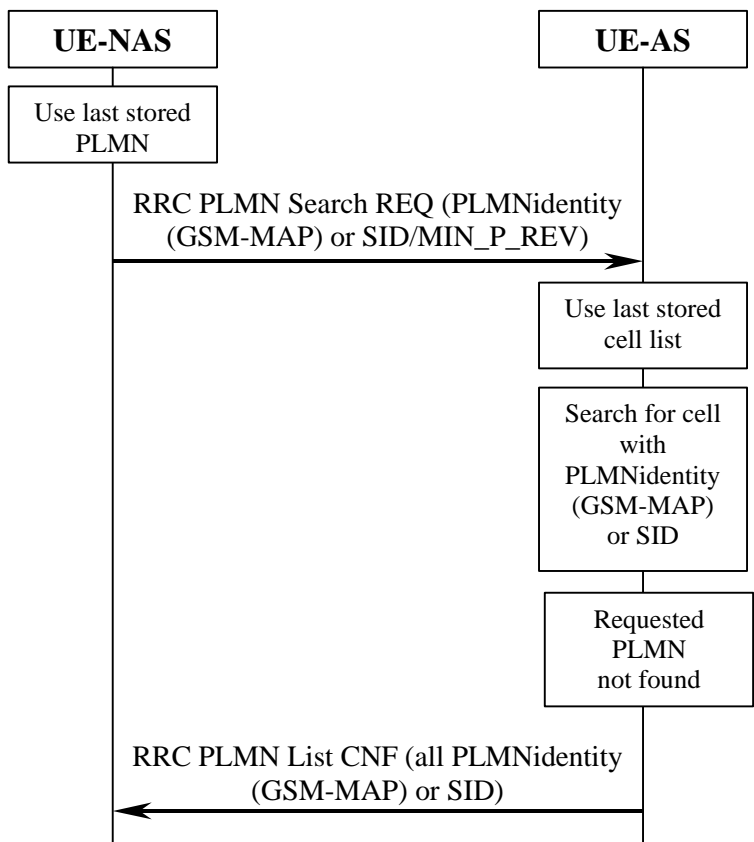 UE-NAS
UE-AS
Use last stored
PLMN
RRC PLMN Search REQ (PLMNidentity
(GSM-MAP) or SID/MIN_P_REV)
Use last stored
cell list
Search for cell
with
PLMNidentity
(GSM-MAP)
or SID
Requested
PLMN
not found
RRC PLMN List CNF (all PLMNidentity
(GSM-MAP) or SID)